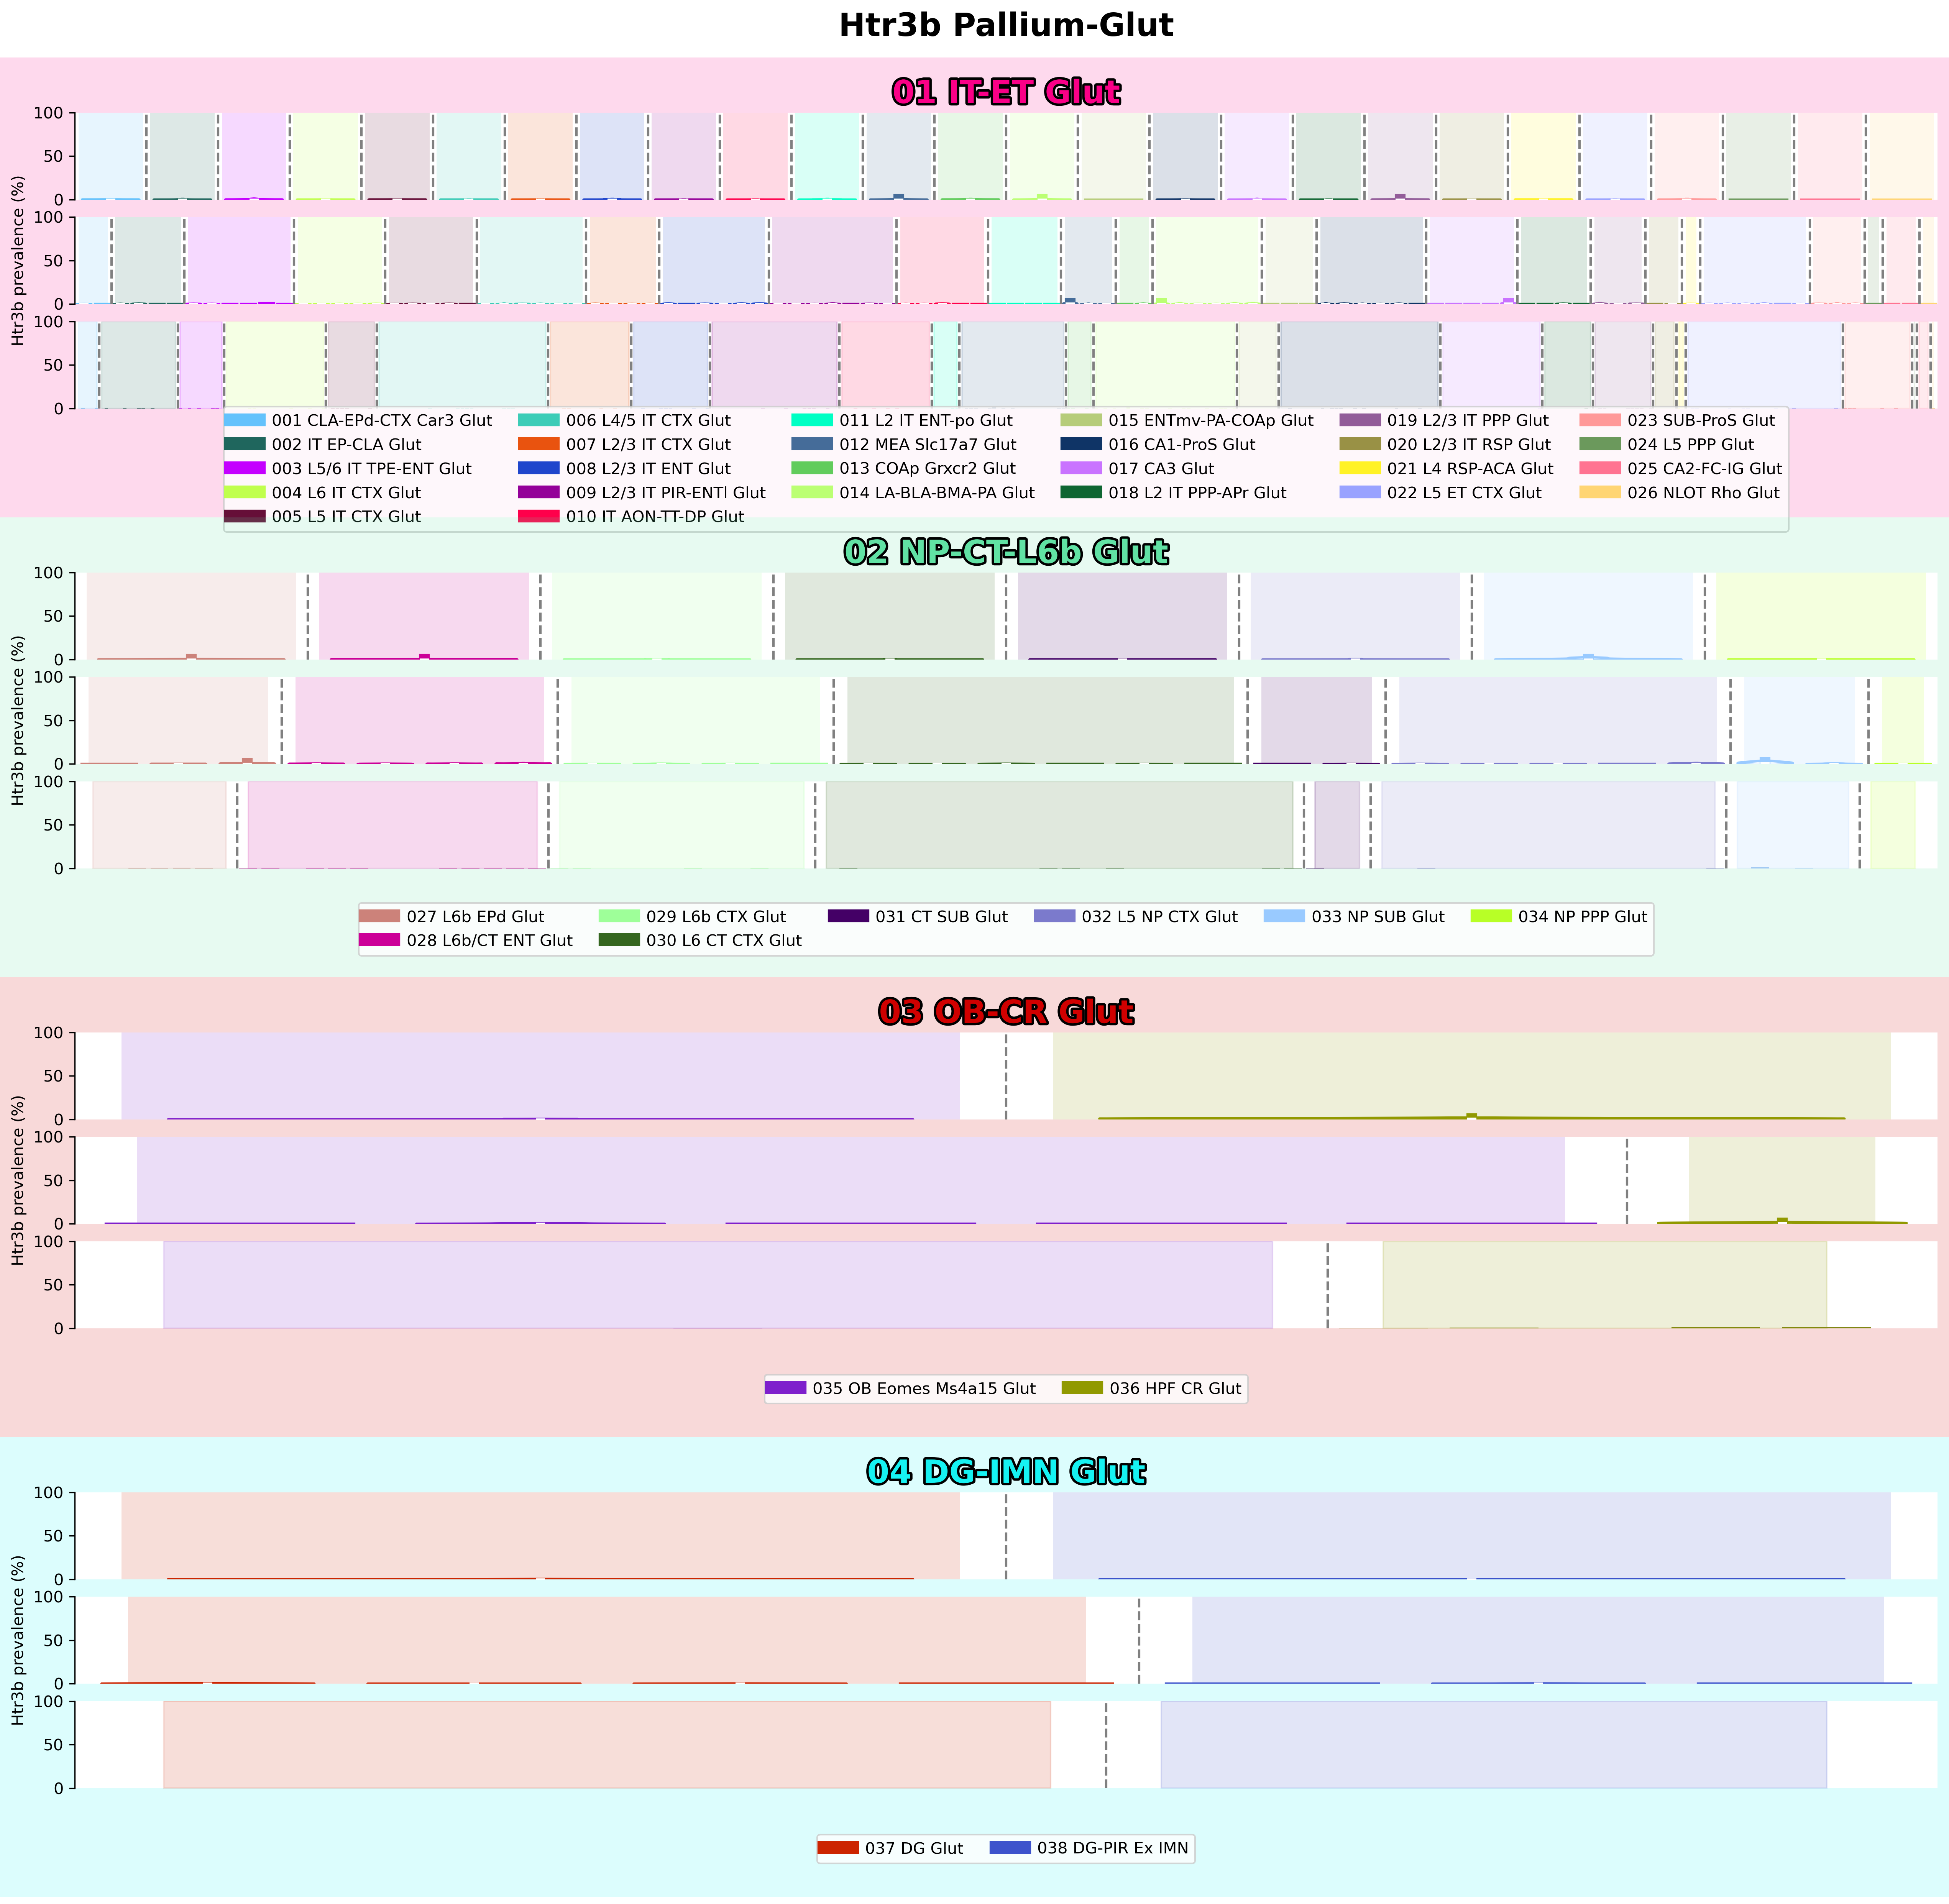 Htr3b Pallium-Glut
01 IT-ET Glut
Htr3b prevalence (%)
100
50
0
Htr3b prevalence (%)
100
50
0
100
50
0
001 CLA-EPd-CTX Car3 Glut
002 IT EP-CLA Glut
003 L5/6 IT TPE-ENT Glut
004 L6 IT CTX Glut
005 L5 IT CTX Glut
006 L4/5 IT CTX Glut
007 L2/3 IT CTX Glut
008 L2/3 IT ENT Glut
009 L2/3 IT PIR-ENTl Glut
010 IT AON-TT-DP Glut
011 L2 IT ENT-po Glut
012 MEA Slc17a7 Glut
013 COAp Grxcr2 Glut
014 LA-BLA-BMA-PA Glut
015 ENTmv-PA-COAp Glut
016 CA1-ProS Glut
017 CA3 Glut
018 L2 IT PPP-APr Glut
019 L2/3 IT PPP Glut
020 L2/3 IT RSP Glut
021 L4 RSP-ACA Glut
022 L5 ET CTX Glut
023 SUB-ProS Glut
024 L5 PPP Glut
025 CA2-FC-IG Glut
026 NLOT Rho Glut
02 NP-CT-L6b Glut
Htr3b prevalence (%)
100
50
0
100
50
0
100
50
0
027 L6b EPd Glut
028 L6b/CT ENT Glut
029 L6b CTX Glut
030 L6 CT CTX Glut
031 CT SUB Glut
032 L5 NP CTX Glut
033 NP SUB Glut
034 NP PPP Glut
03 OB-CR Glut
Htr3b prevalence (%)
100
50
0
100
50
0
100
50
0
035 OB Eomes Ms4a15 Glut
036 HPF CR Glut
04 DG-IMN Glut
Htr3b prevalence (%)
100
50
0
100
50
0
100
50
0
037 DG Glut
038 DG-PIR Ex IMN